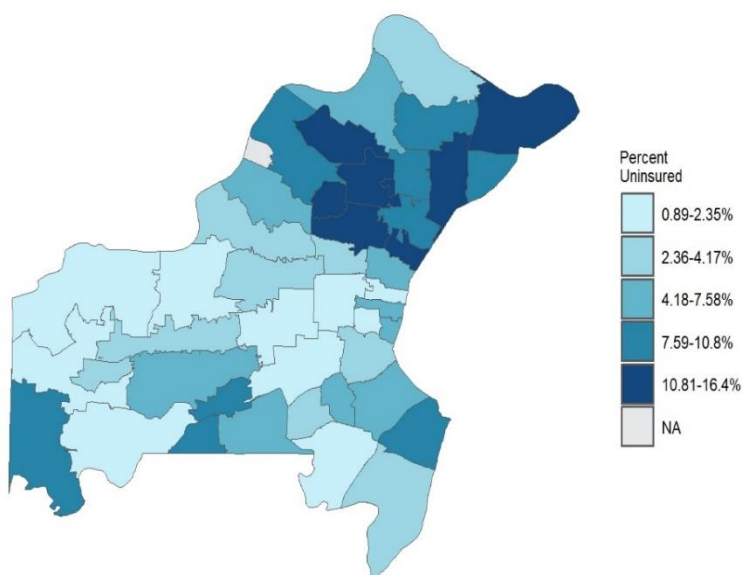 Percent
Uninsured
0.89-2.35%
2.36-4.17%
4.18-7.58%
7.59-10.8%
10.81-16.4%
NA